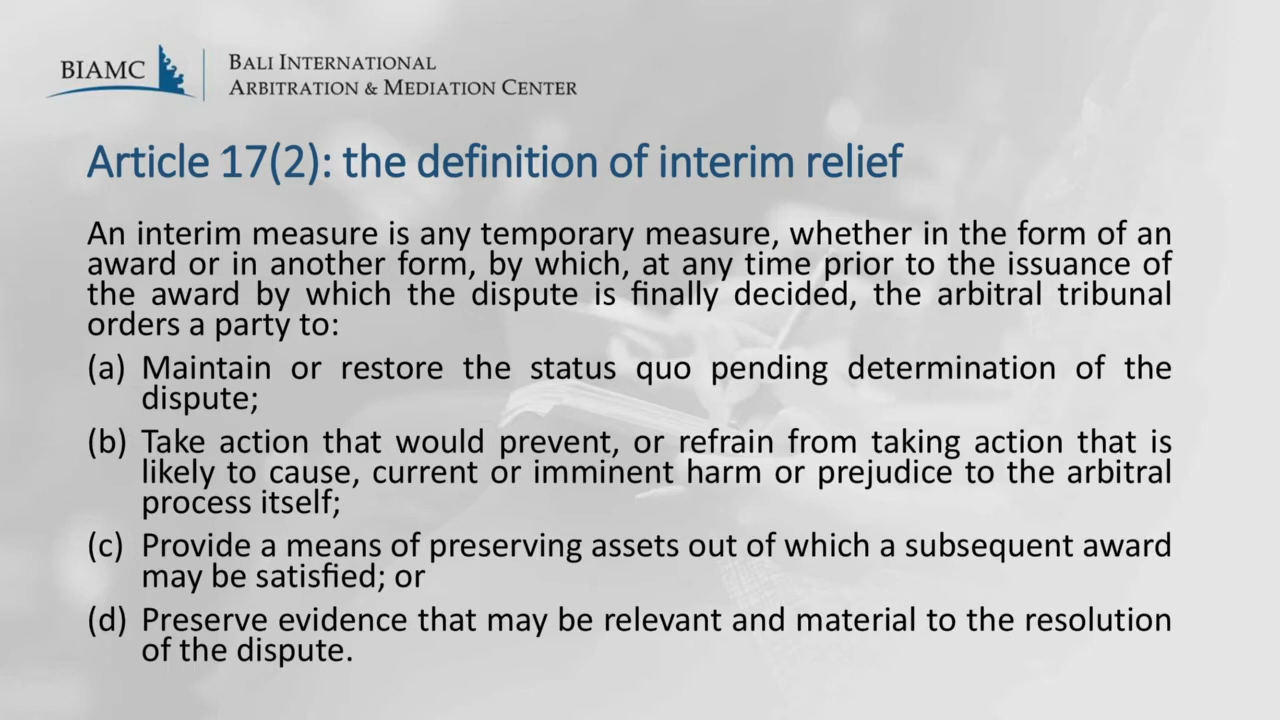 BIAMC
BALI INTERNATIONAL
ARBITRATION & MEDIATION CENTER
Article 17(2): the definition of interim relief
An interim measure is any temporary measure, whether in the form of an
award or in another form, by which, at any time prior to the issuance of
the award by which the dispute is finally decided, the arbitral tribunal
orders a party to:
(a) Maintain or restore the status quo pending determination of the
dispute;
(b) Take action that would prevent, or refrain from taking action that is
likely to cause, current or imminent harm or prejudice to the arbitral
process itself;
(c) Provide a means of preserving assets out of which a subsequent award
may be satisfied; or
(d) Preserve evidence that may be relevant and material to the resolution
of the dispute.